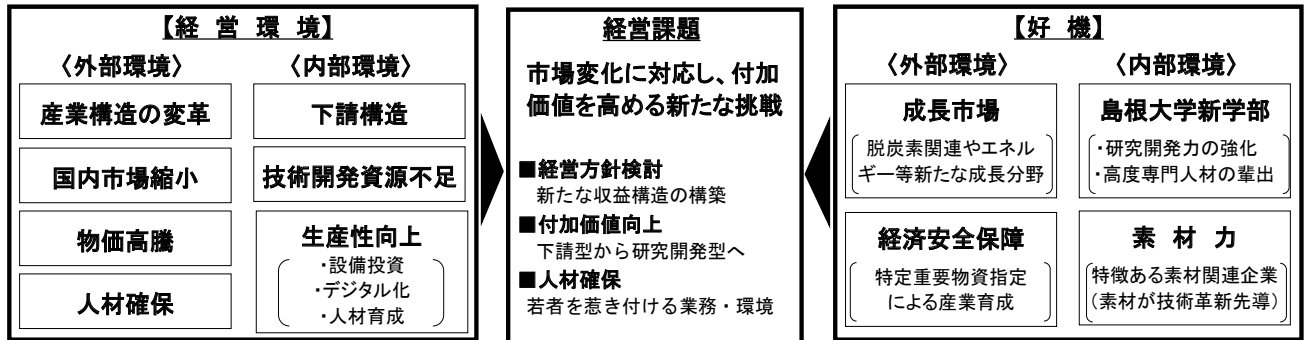 【経 営 環 境】
〈外部環境〉
産業構造の変革
国内市場縮小
物価高騰
人材確保
〈内部環境〉
下請構造
技術開発資源不足
生産性向上
・設備投資
・デジタル化
・人材育成
経営課題
市場変化に対応し、付加
価値を高める新たな挑戦
■経営方針検討
新たな収益構造の構築
■付加価値向上
下請型から研究開発型へ
■人材確保
若者を惹き付ける業務・環境
【好 機】
〈外部環境〉
成長市場
脱炭素関連やエネル
ギー等新たな成長分野
経済安全保障
特定重要物資指定
による産業育成
〈内部環境〉
島根大学新学部
・研究開発力の強化
・高度専門人材の輩出
素 材 力
特徴ある素材関連企業
(素材が技術革新先導)